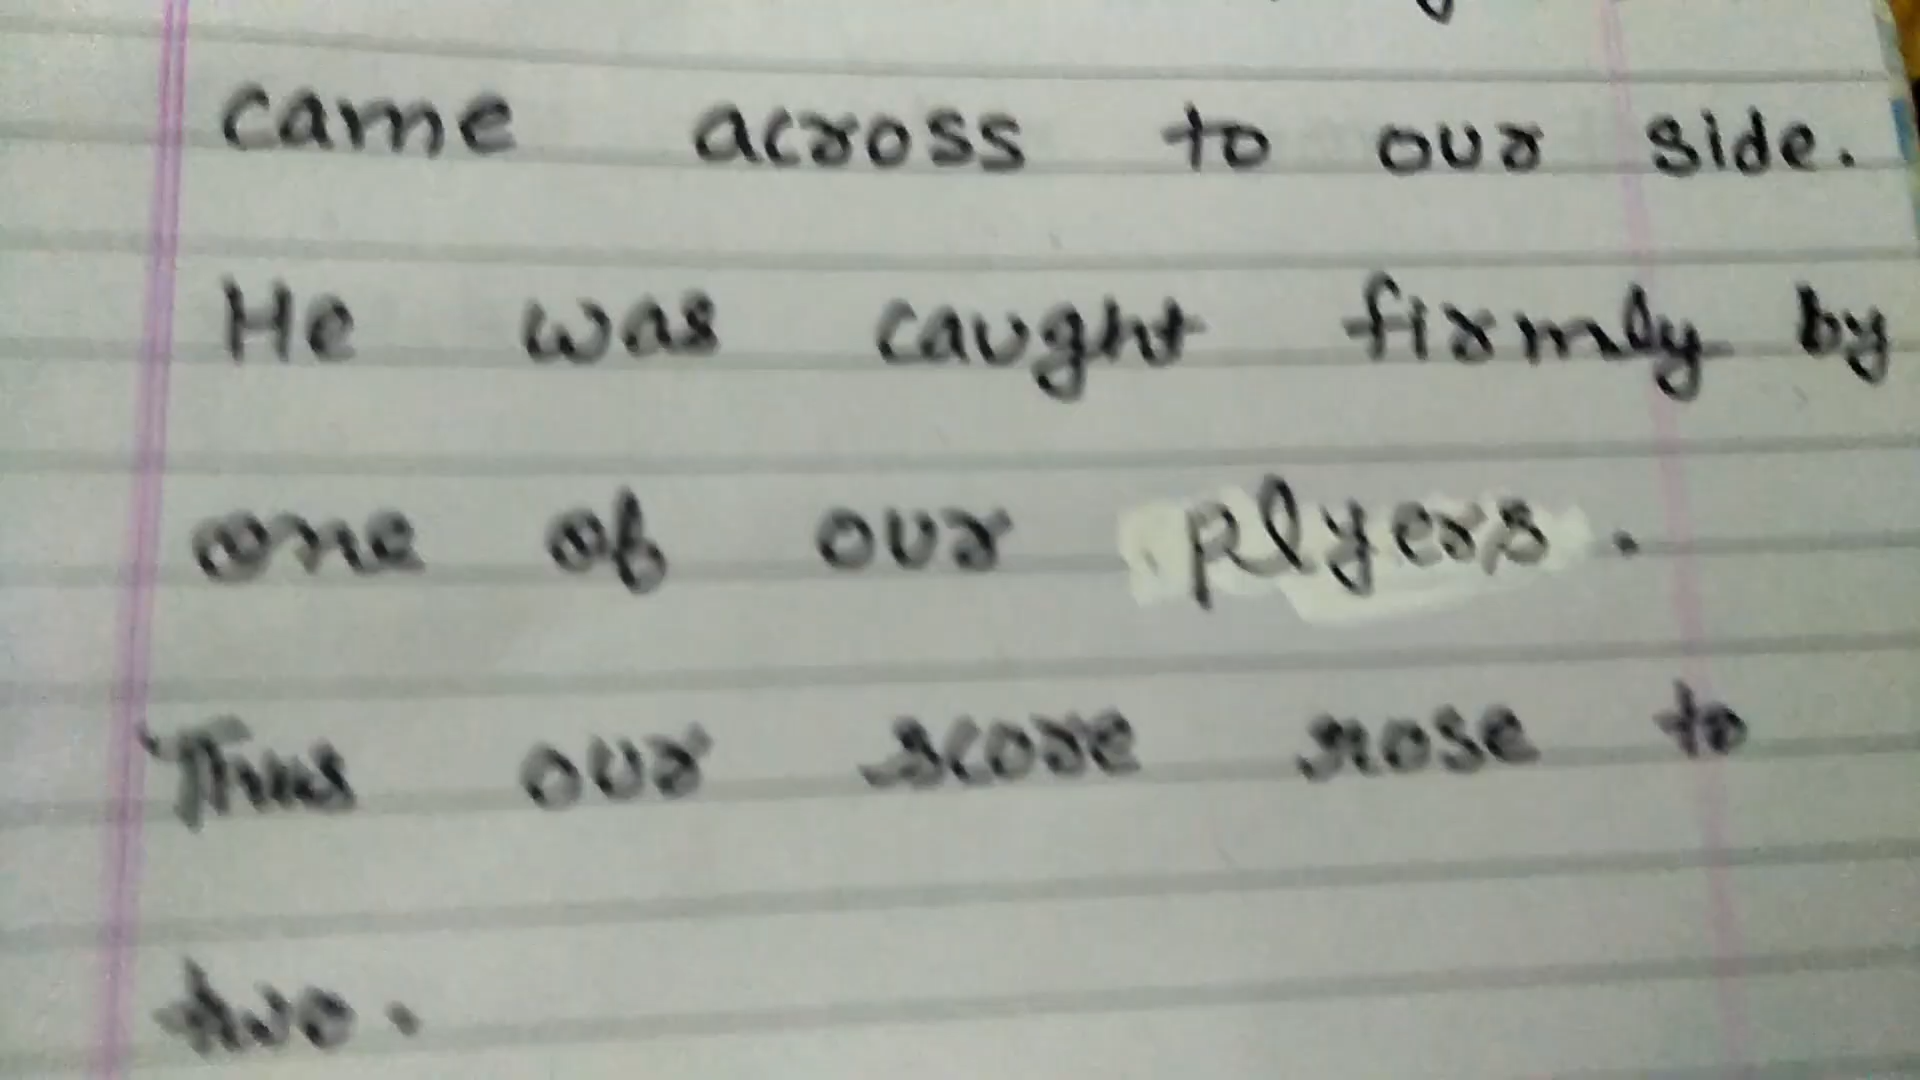 came across to our side.
He was caught firmly by
one of our plyers.
Thus our score rose to
two.